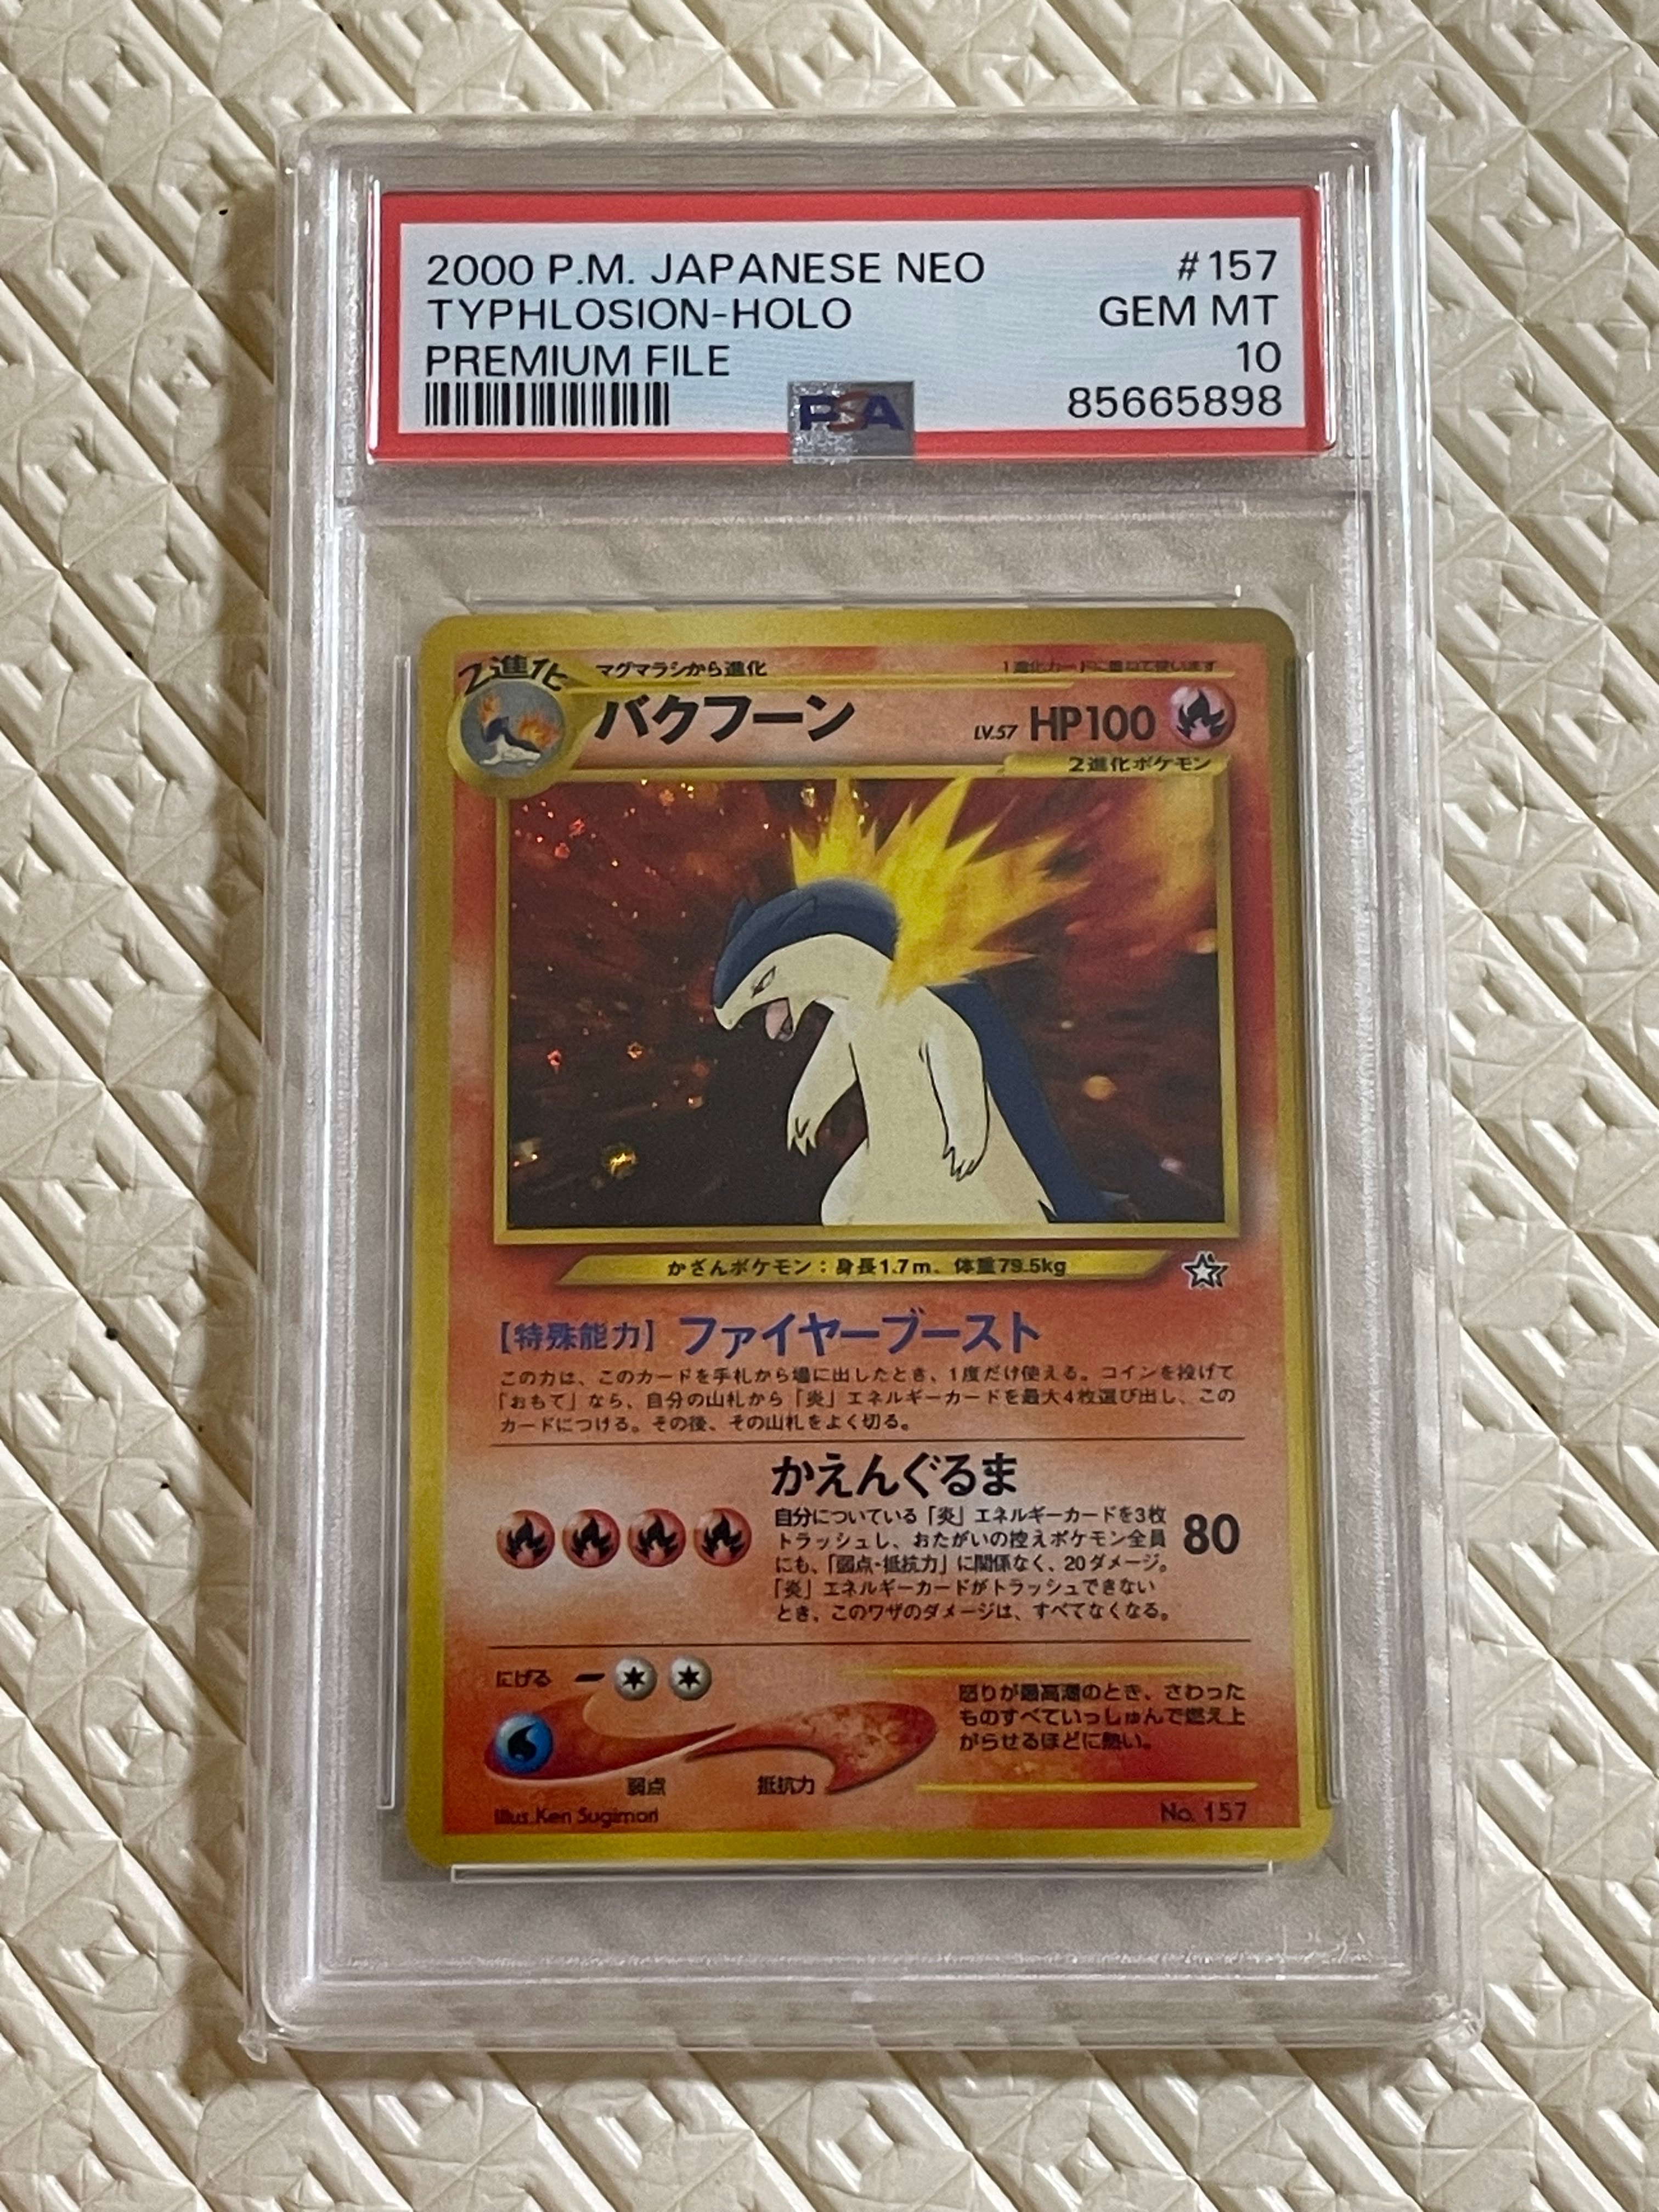 2000 P.M. JAPANESE NEO #157
TYPHLOSION-HOLO GEM MT
PREMIUM FILE 10
PSA 85665898
2進化 マグマラシから進化 1進化カードに重ねて使います
バクフーン LV.57 HP100
2進化ポケモン
かざんポケモン：身長1.7m、体重79.5kg
【特殊能力】ファイヤーブースト
この力は、このカードを手札から場に出したとき、1度だけ使える。コインを投げて
「おもて」なら、自分の山札から「炎」エネルギーカードを最大4枚選び出し、この
カードにつける。その後、その山札をよく切る。
かえんぐるま
自分についている「炎」エネルギーカードを3枚
トラッシュし、おたがいの控えポケモン全員 80
にも、「弱点・抵抗力」に関係なく、20ダメージ。
「炎」エネルギーカードがトラッシュできない
とき、このワザのダメージは、すべてなくなる。
にげる
怒りが最高潮のとき、さわった
ものすべていっしゅんで燃え上
がらせるほどに熱い。
弱点 抵抗力
Illus. Ken Sugimori No. 157